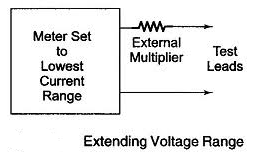 Meter Set
to
Lowest
Current
Range
External
Multiplier
Test
Leads
Extending Voltage Range